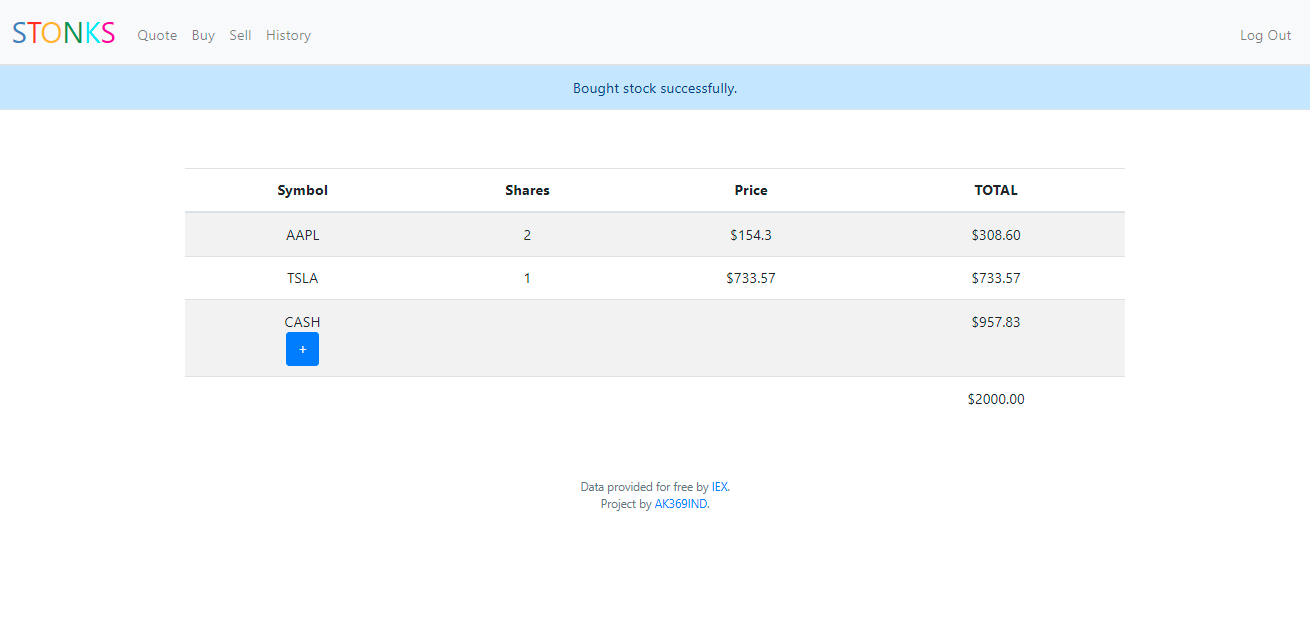 STONKS Quote Buy Sell History Log Out
Bought stock successfully.
Symbol Shares Price TOTAL
AAPL 2 $154.3 $308.60
TSLA 1 $733.57 $733.57
CASH $957.83
+
$2000.00
Data provided for free by IEX.
Project by AK369IND.